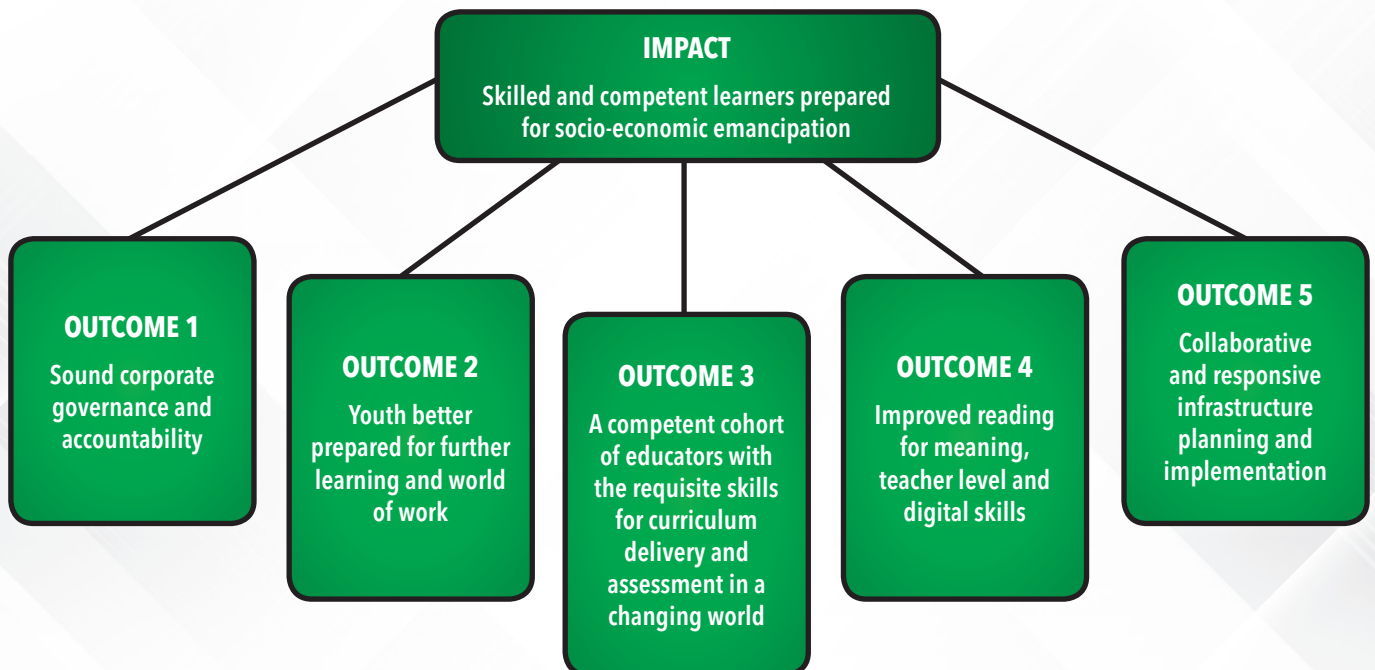 IMPACT
Skilled and competent learners prepared
for socio-economic emancipation
OUTCOME 1
Sound corporate
governance and
accountability
OUTCOME 2
Youth better
prepared for further
learning and world
of work
OUTCOME 3
A competent cohort
of educators with
the requisite skills
for curriculum
delivery and
assessment in a
changing world
OUTCOME 4
Improved reading
for meaning,
teacher level and
digital skills
OUTCOME 5
Collaborative
and responsive
infrastructure
planning and
implementation